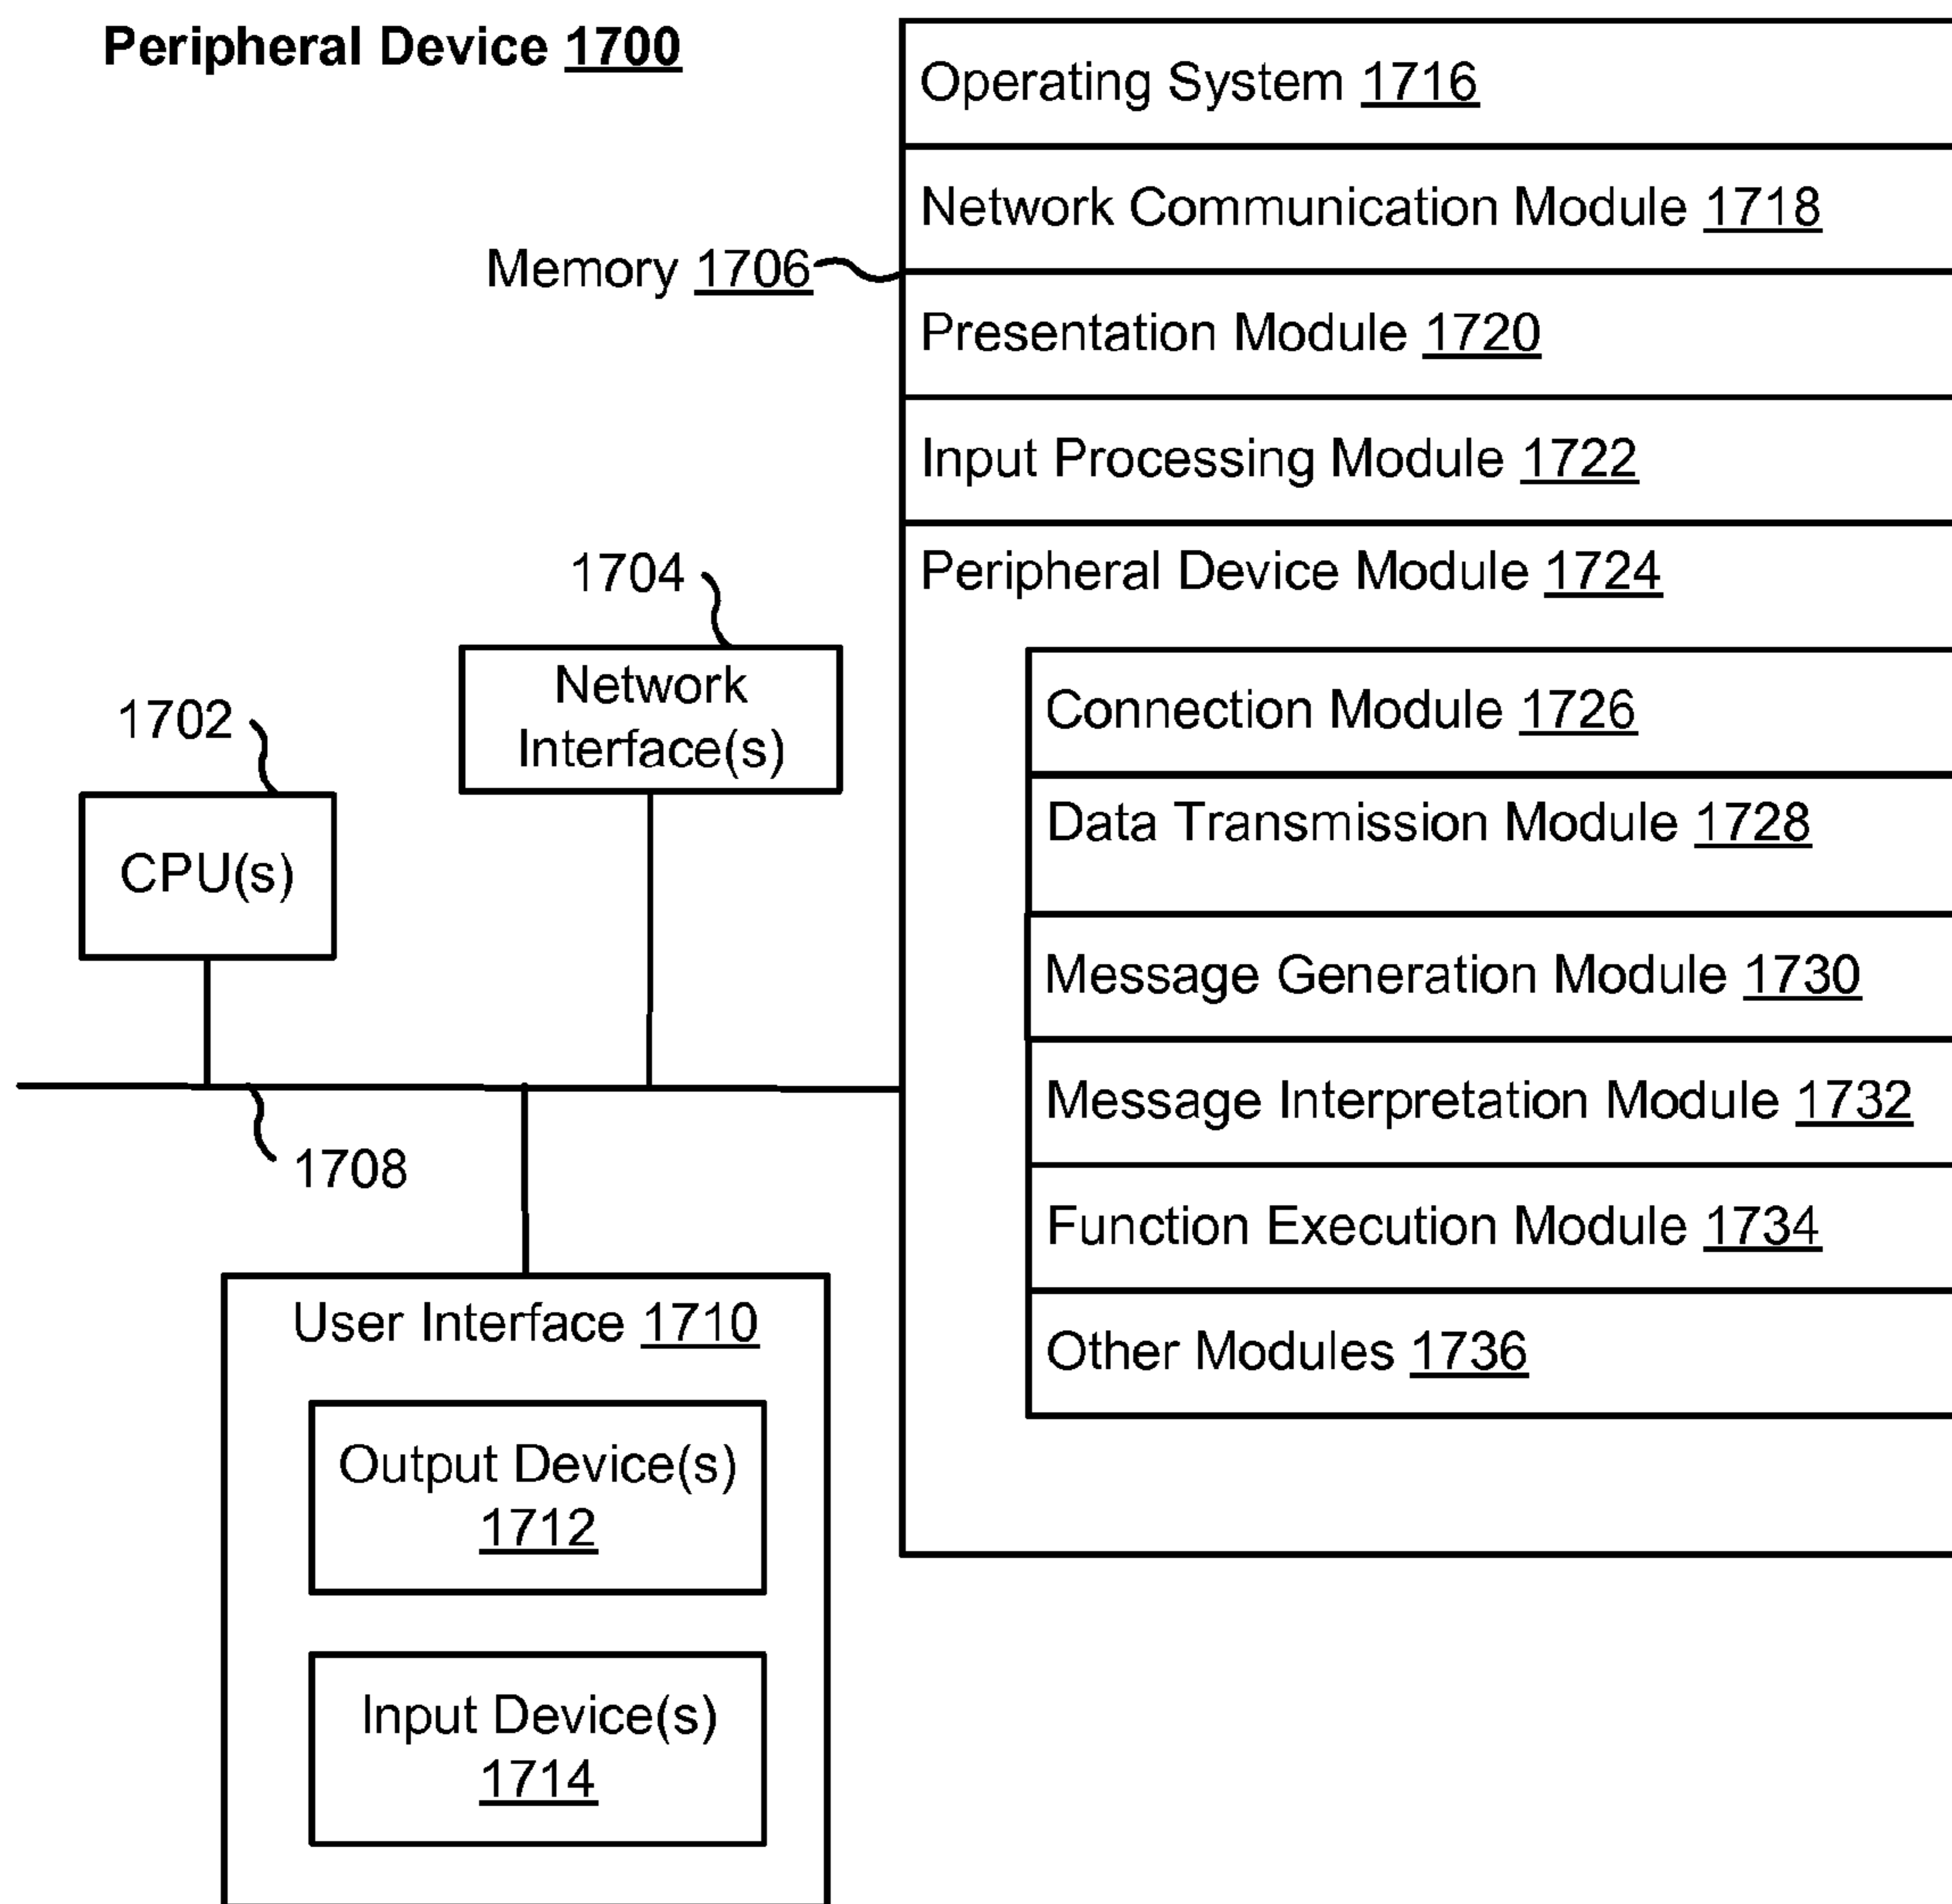 Peripheral Device 1700
Operating System 1716
Network Communication Module 1718
Memory 1706
Presentation Module 1720
Input Processing Module 1722
Peripheral Device Module 1724
1704
Network
Interface(s)
1702
CPU(s)
1708
Connection Module 1726
Data Transmission Module 1728
Message Generation Module 1730
Message Interpretation Module 1732
Function Execution Module 1734
Other Modules 1736
User Interface 1710
Output Device(s)
1712
Input Device(s)
1714